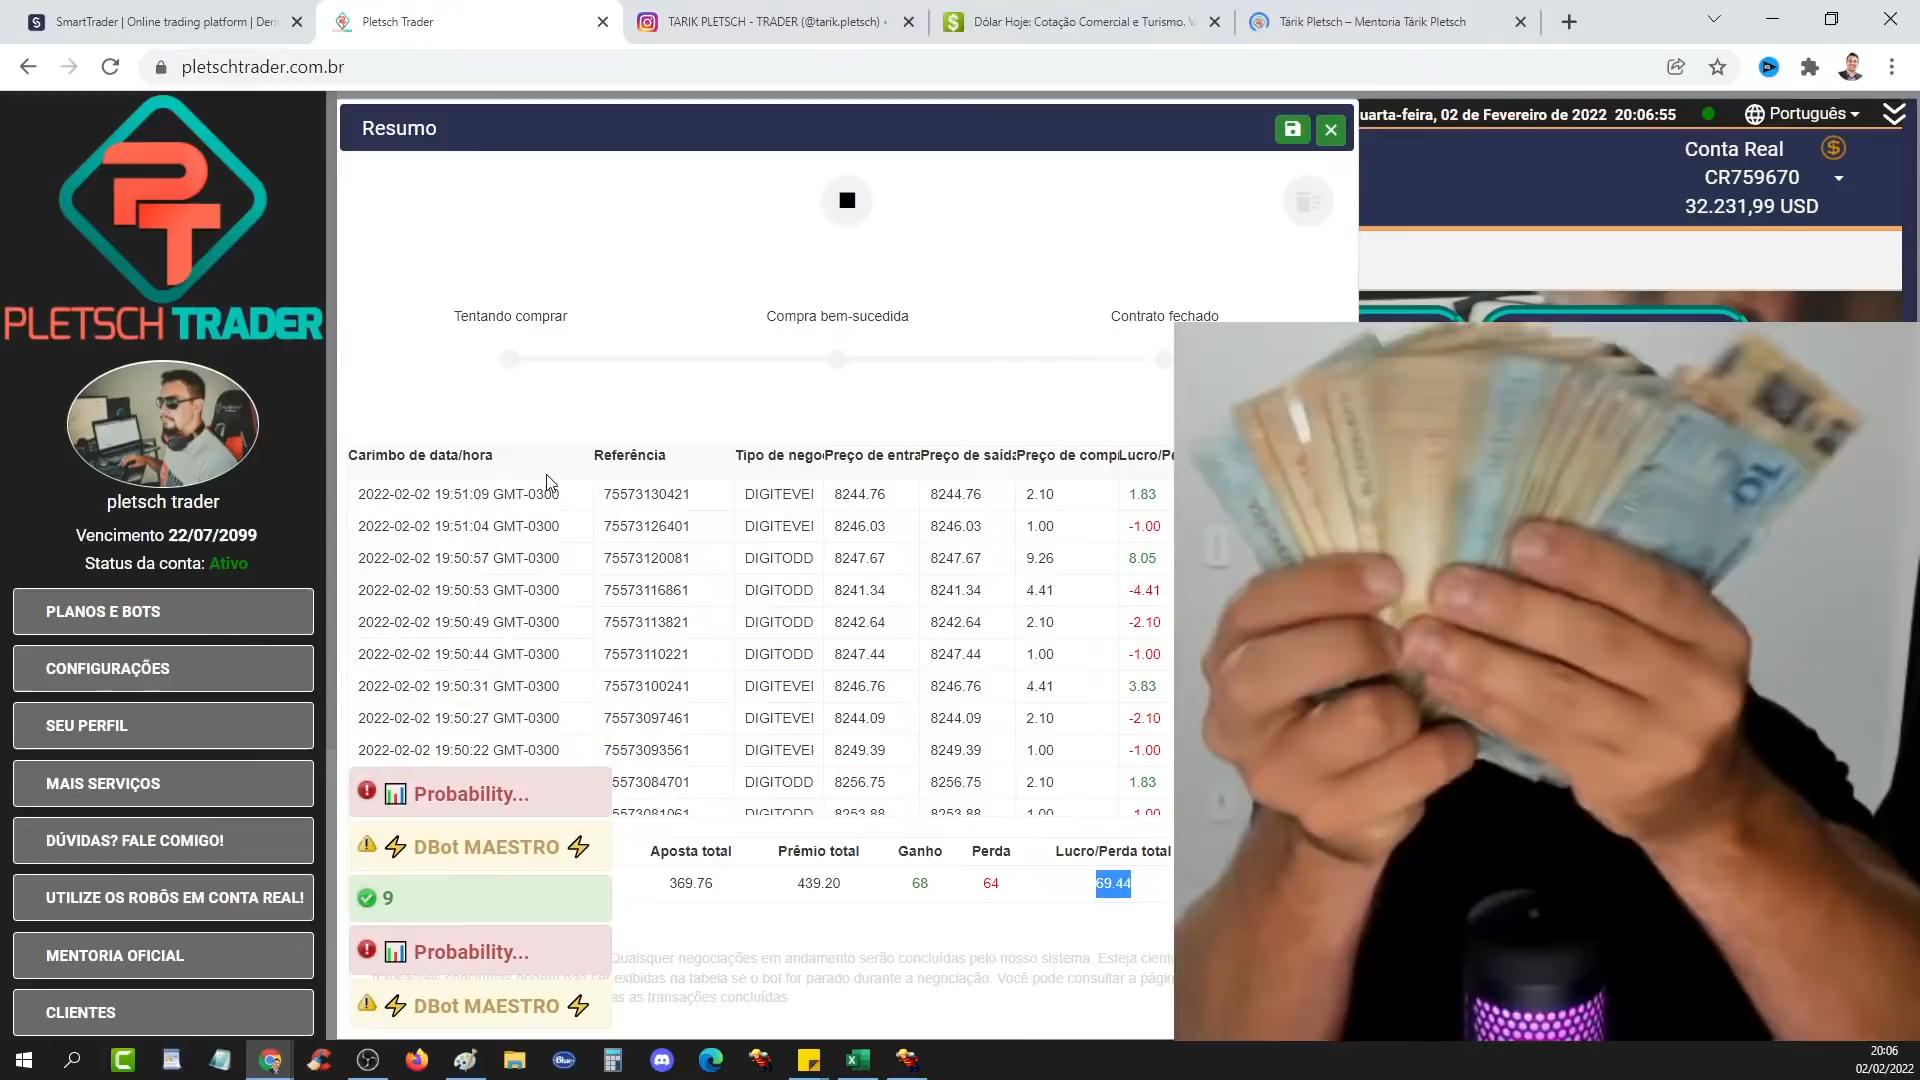 SmartTrader | Online trading platform | Deri
Pletsch Trader
TARIK PLETSCH - TRADER (@tarik.pletsch) •
Dólar Hoje: Cotação Comercial e Turismo. V
Tárik Pletsch – Mentoria Tárik Pletsch
pletschtrader.com.br
PLETSCH TRADER
pletsch trader
Vencimento 22/07/2099
Status da conta: Ativo
PLANOS E BOTS
CONFIGURAÇÕES
SEU PERFIL
MAIS SERVIÇOS
DÚVIDAS? FALE COMIGO!
UTILIZE OS ROBÔS EM CONTA REAL!
MENTORIA OFICIAL
CLIENTES
Resumo
uarta-feira, 02 de Fevereiro de 2022 20:06:55
Português
Conta Real
CR759670
32.231,99 USD
Tentando comprar
Compra bem-sucedida
Contrato fechado
Carimbo de data/hora Referência Tipo de nego Preço de entra Preço de saída Preço de comp Lucro/Pe
2022-02-02 19:51:09 GMT-0300 75573130421 DIGITEVEI 8244.76 8244.76 2.10 1.83
2022-02-02 19:51:04 GMT-0300 75573126401 DIGITEVEI 8246.03 8246.03 1.00 -1.00
2022-02-02 19:50:57 GMT-0300 75573120081 DIGITODD 8247.67 8247.67 9.26 8.05
2022-02-02 19:50:53 GMT-0300 75573116861 DIGITODD 8241.34 8241.34 4.41 -4.41
2022-02-02 19:50:49 GMT-0300 75573113821 DIGITODD 8242.64 8242.64 2.10 -2.10
2022-02-02 19:50:44 GMT-0300 75573110221 DIGITODD 8247.44 8247.44 1.00 -1.00
2022-02-02 19:50:31 GMT-0300 75573100241 DIGITEVEI 8246.76 8246.76 4.41 3.83
2022-02-02 19:50:27 GMT-0300 75573097461 DIGITEVEI 8244.09 8244.09 2.10 -2.10
2022-02-02 19:50:22 GMT-0300 75573093561 DIGITEVEI 8249.39 8249.39 1.00 -1.00
5573084701 DIGITODD 8256.75 8256.75 2.10 1.83
5573081061 DIGITODD 8253.88 8253.88 1.00 -1.00
Probability...
DBot MAESTRO
9
Probability...
DBot MAESTRO
Aposta total Prêmio total Ganho Perda Lucro/Perda total
369.76 439.20 68 64 69.44
Quaisquer negociações em andamento serão concluídas pelo nosso sistema. Esteja ciente
exibidas na tabela se o bot for parado durante a negociação. Você pode consultar a página
as as transações concluídas.
20:06
02/02/2022